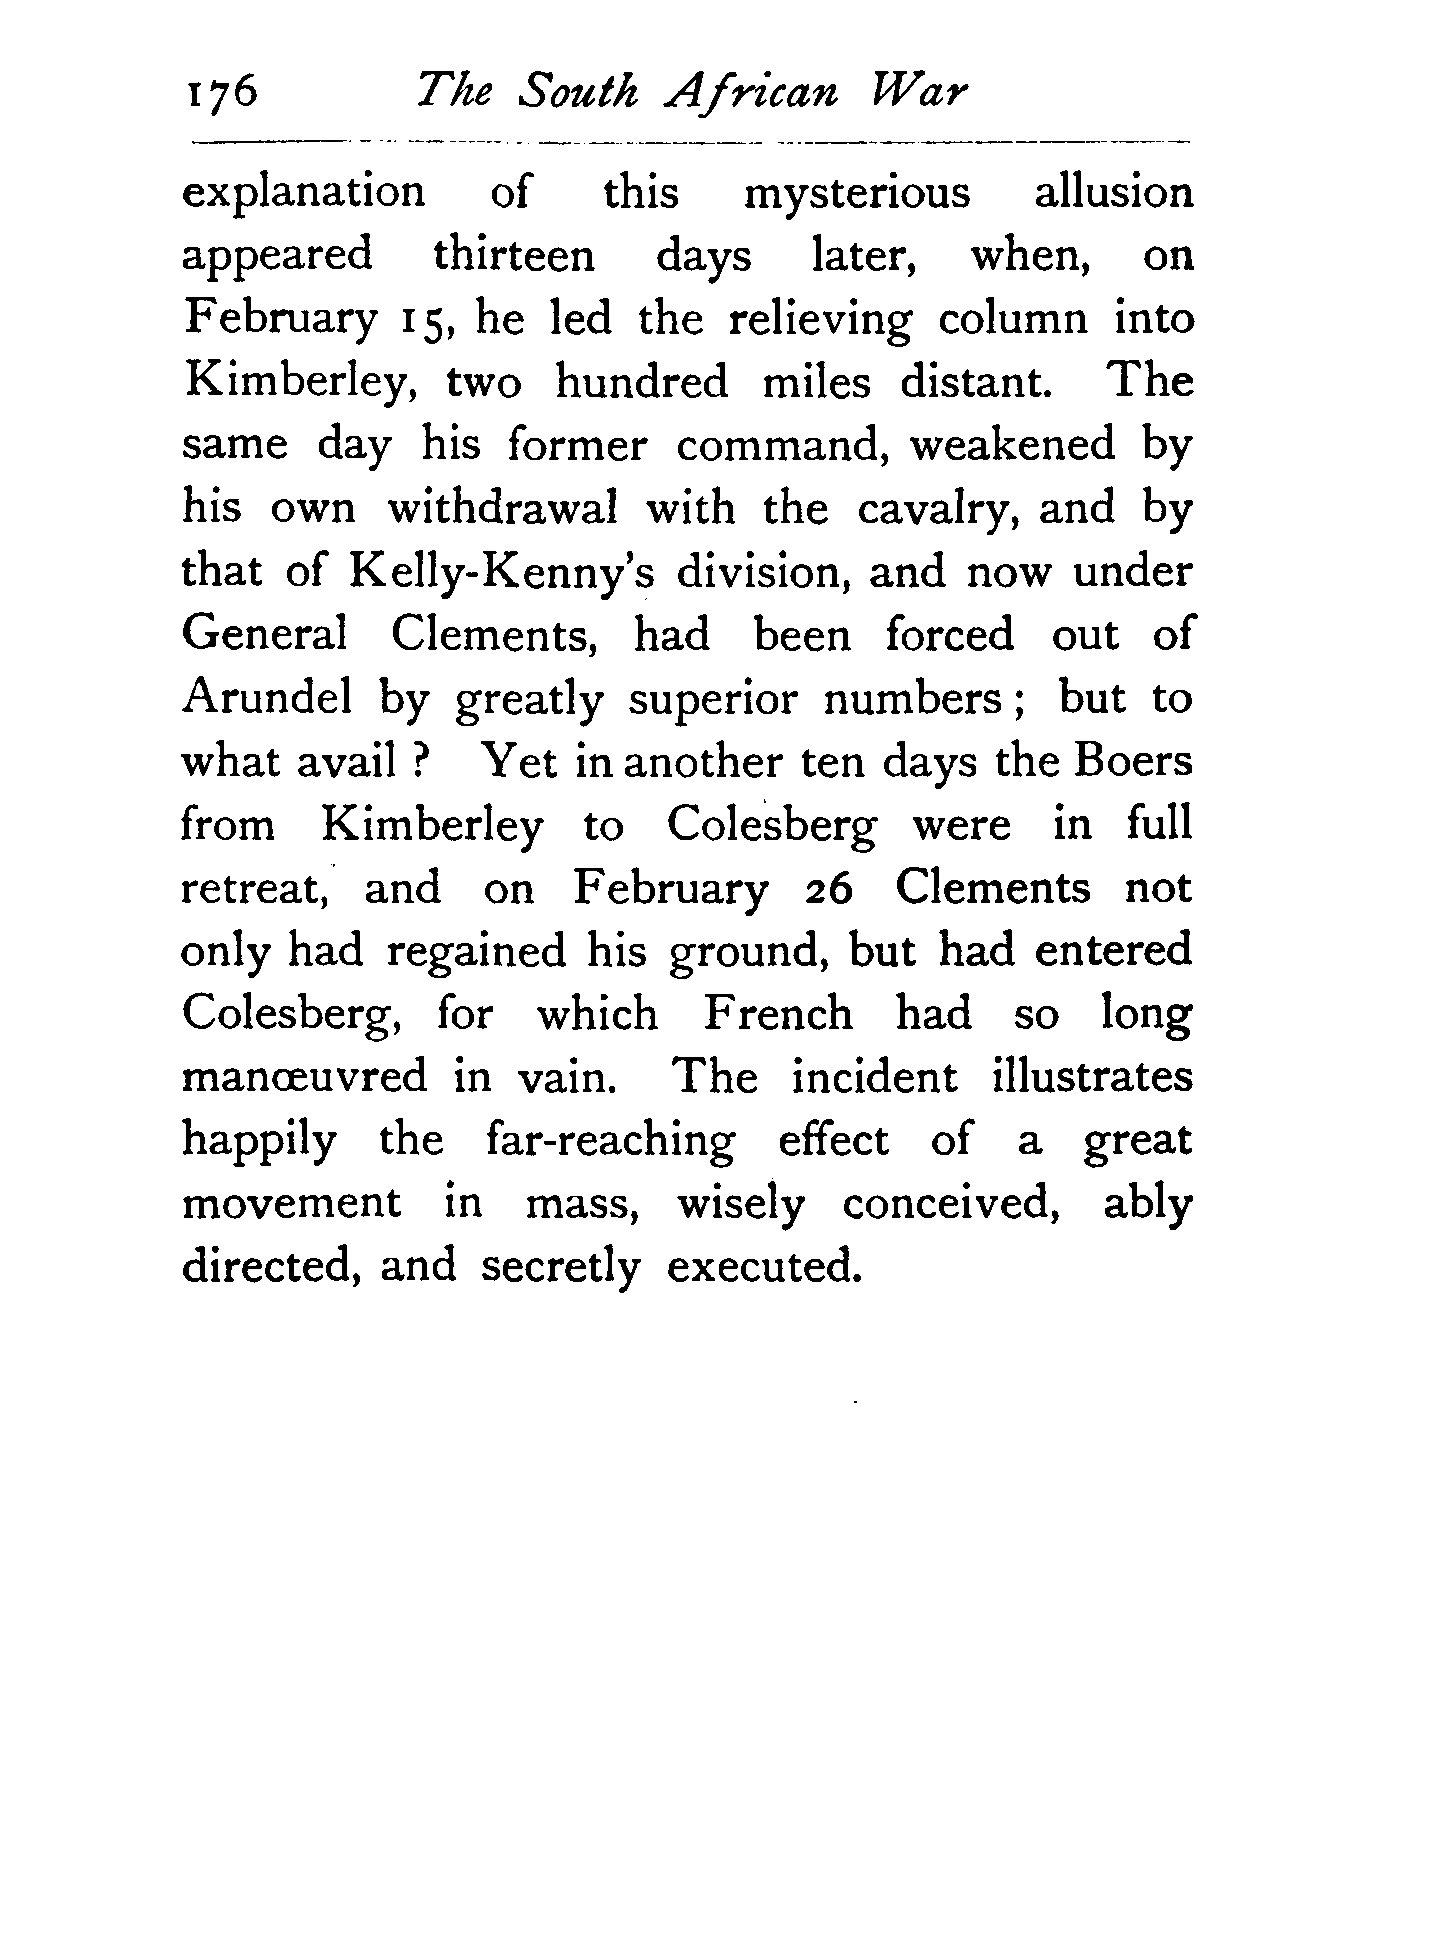 176 The South African War
explanation of this mysterious allusion
appeared thirteen days later, when, on
February 15, he led the relieving column into
Kimberley, two hundred miles distant. The
same day his former command, weakened by
his own withdrawal with the cavalry, and by
that of Kelly-Kenny's division, and now under
General Clements, had been forced out of
Arundel by greatly superior numbers ; but to
what avail ? Yet in another ten days the Boers
from Kimberley to Colesberg were in full
retreat, and on February 26 Clements not
only had regained his ground, but had entered
Colesberg, for which French had so long
manœuvred in vain. The incident illustrates
happily the far-reaching effect of a great
movement in mass, wisely conceived, ably
directed, and secretly executed.